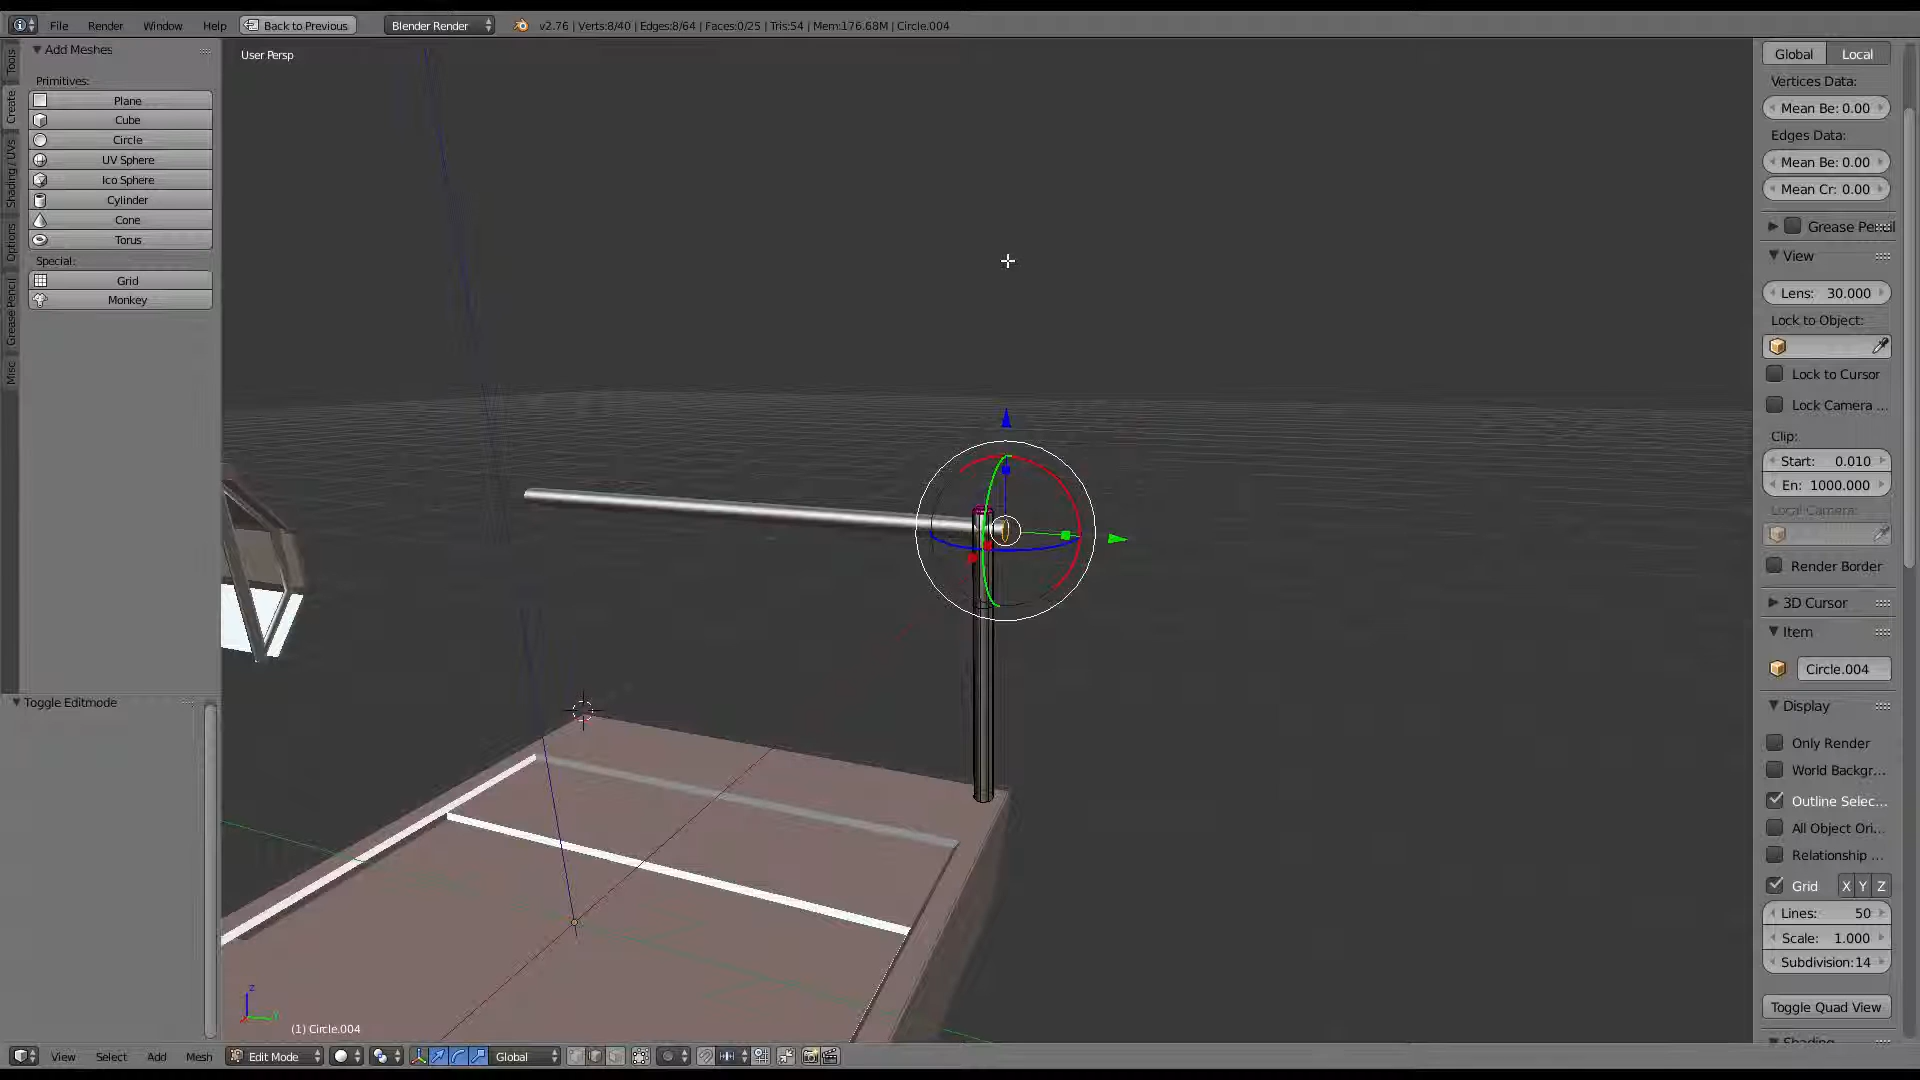 File Render Window Help Back to Previous Blender Render v2.76 | Verts:8/40 | Edges:8/64 | Faces:0/25 | Tris:54 | Mem:176.68M | Circle.004
Tools
Create
Shading / UVs
Options
Grease Pencil
Misc
Add Meshes
Primitives:
Plane
Cube
Circle
UV Sphere
Ico Sphere
Cylinder
Cone
Torus
Special:
Grid
Monkey
Toggle Editmode
User Persp
z
(1) Circle.004
Global Local
Vertices Data:
Mean Be: 0.00
Edges Data:
Mean Be: 0.00
Mean Cr: 0.00
Grease Pencil
View
Lens: 30.000
Lock to Object:
Lock to Cursor
Lock Camera ...
Clip:
Start: 0.010
En: 1000.000
Local Camera:
Render Border
3D Cursor
Item
Circle.004
Display
Only Render
World Backgr...
Outline Selec...
All Object Ori...
Relationship ...
Grid X Y Z
Lines: 50
Scale: 1.000
Subdivision:14
Toggle Quad View
Shading
View Select Add Mesh Edit Mode Global